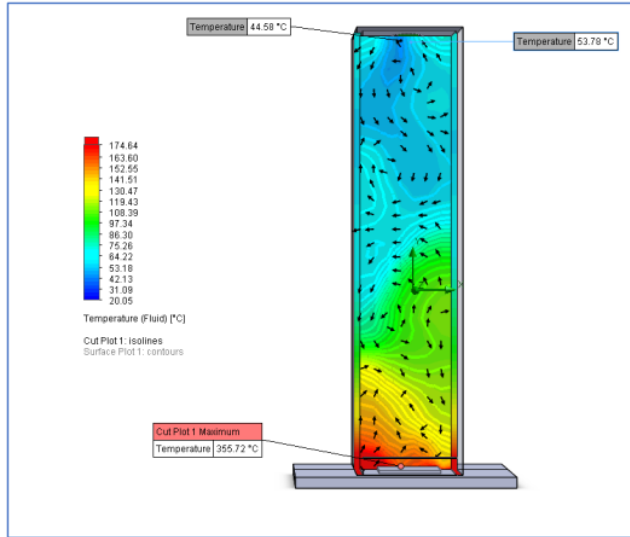 Temperature 44.58 °C
Temperature 53.78 °C
174.64
163.60
152.55
141.51
130.47
119.43
108.39
97.34
86.30
75.26
64.22
53.18
42.13
31.09
20.05
Temperature (Fluid) [°C]
Cut Plot 1: isolines
Surface Plot 1: contours
Cut Plot 1 Maximum
Temperature 355.72 °C